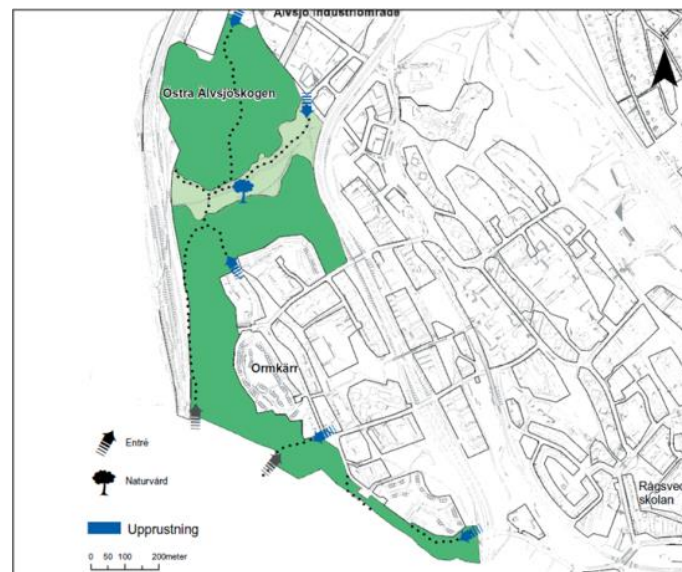 Älvsjö industriområde
Östra Älvsjöskogen
Ormkärr
Rågsved
skolan
Entré
Naturvård
Upprustning
0 50 100 200meter